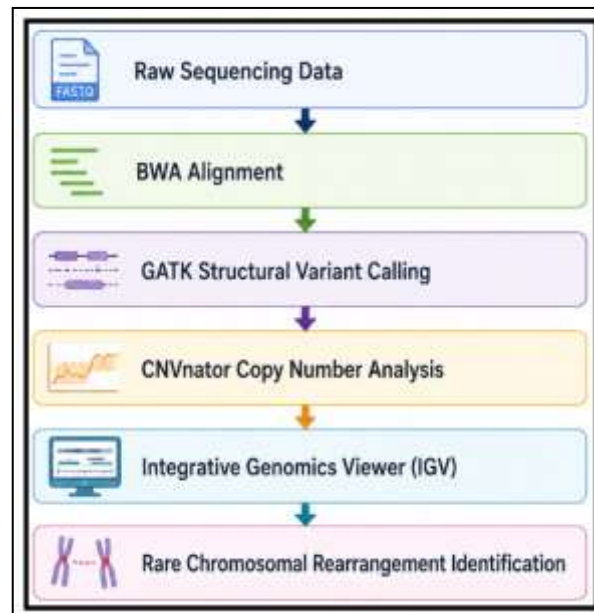 FASTQ
Raw Sequencing Data
BWA Alignment
GATK Structural Variant Calling
CNVnator Copy Number Analysis
Integrative Genomics Viewer (IGV)
Rare Chromosomal Rearrangement Identification